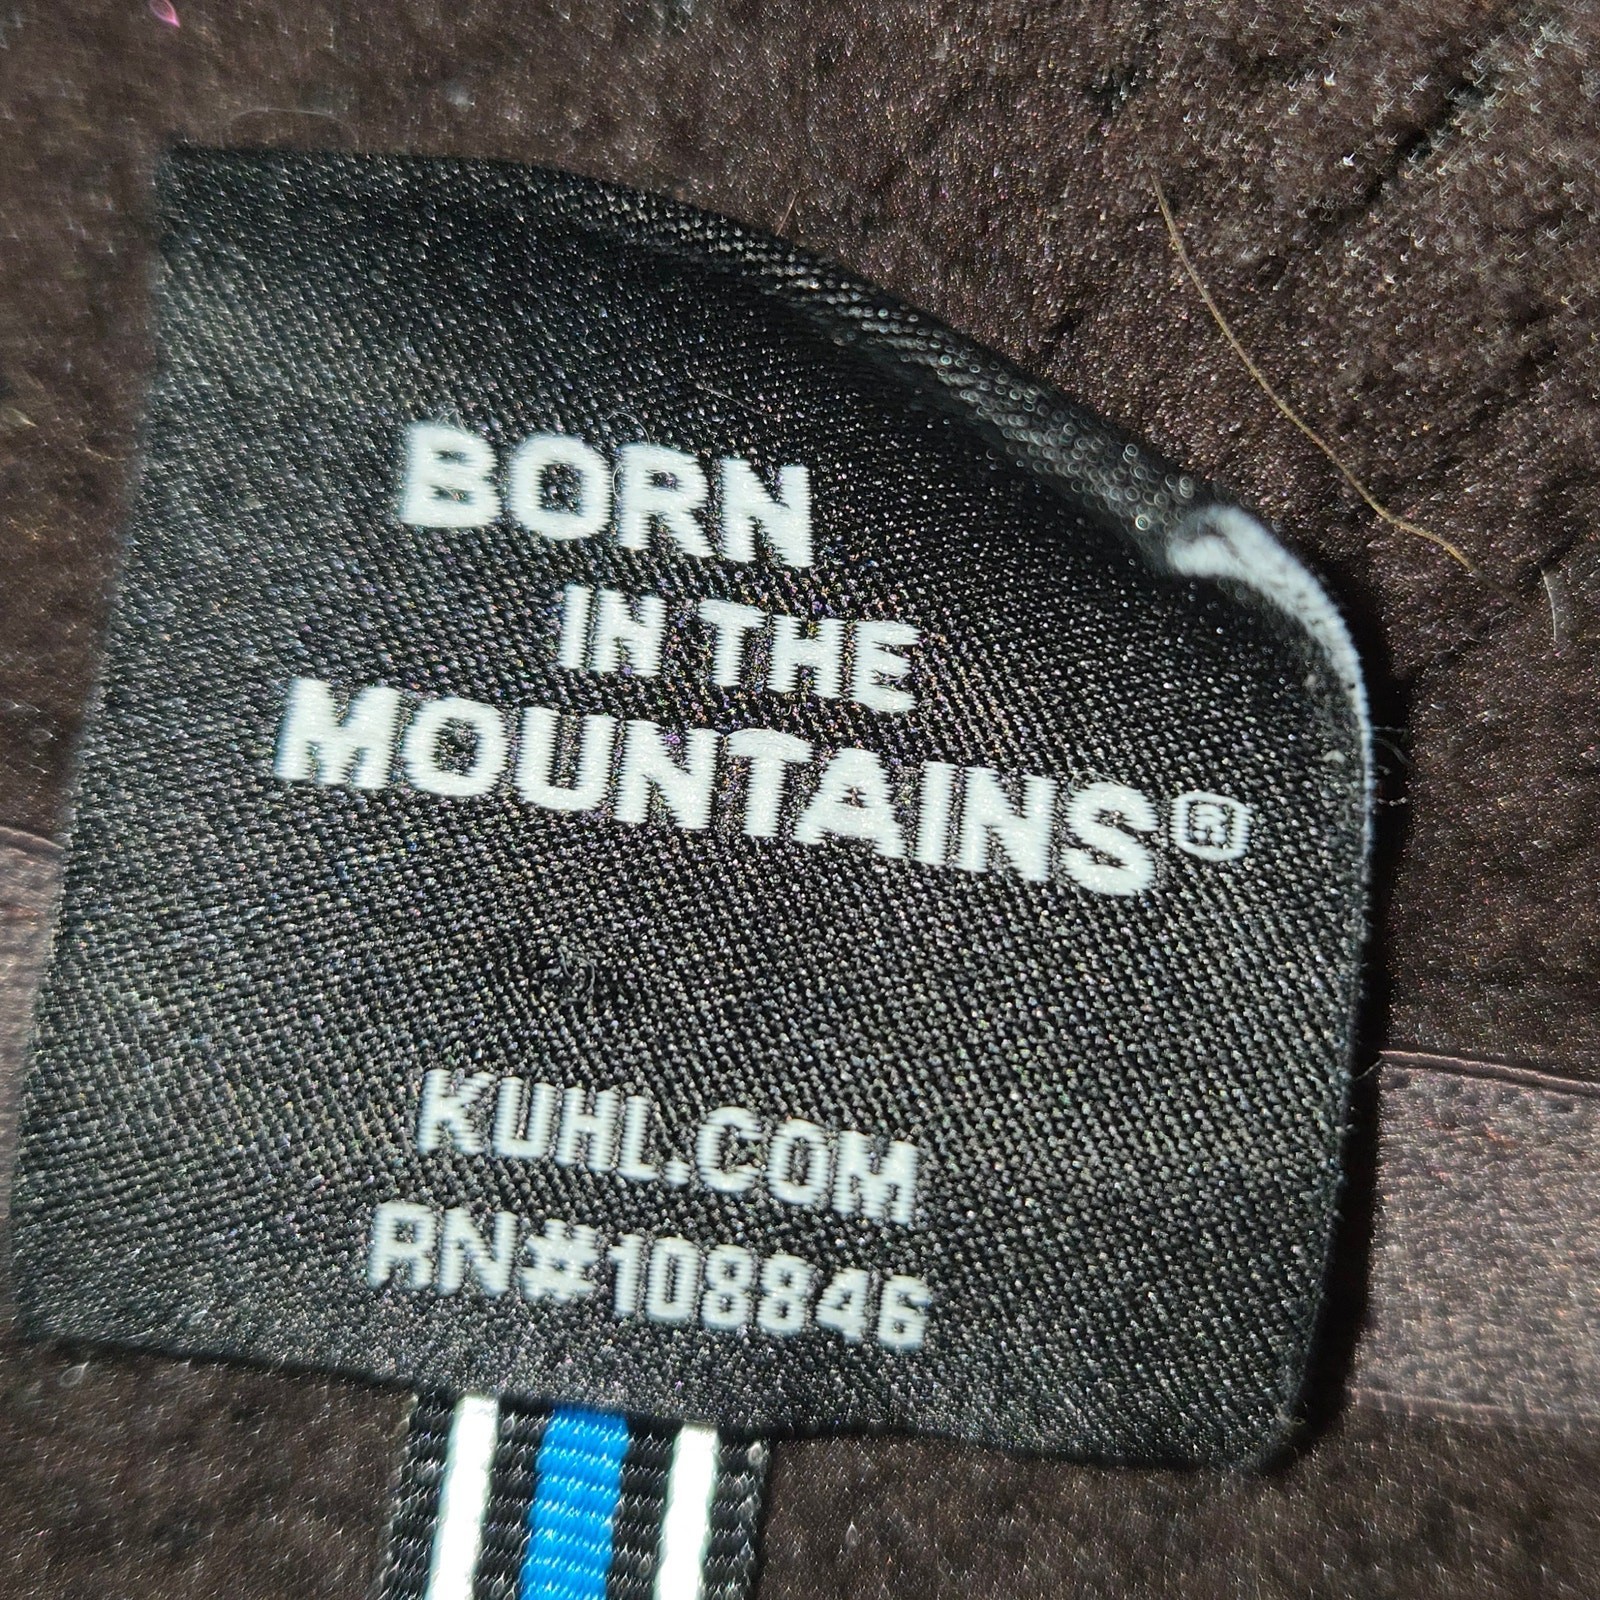 BORN
IN THE
MOUNTAINS®
KUHL.COM
RN#108846